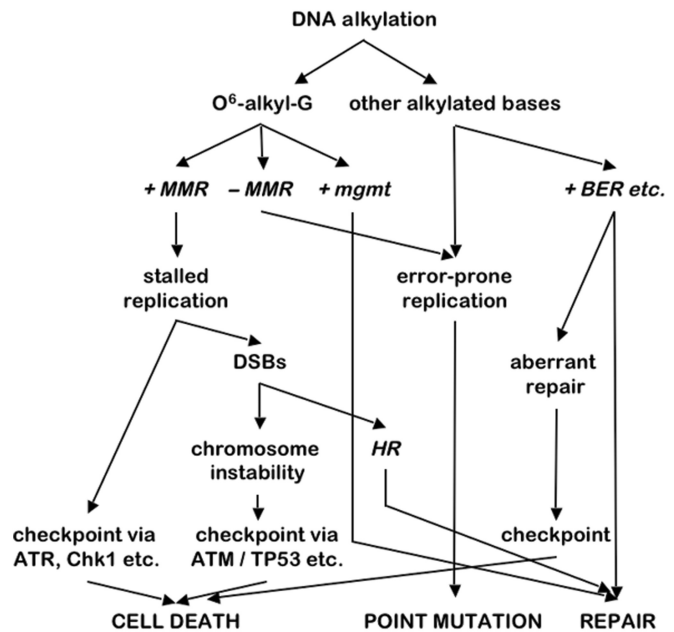 DNA alkylation
O⁶-alkyl-G other alkylated bases
+ MMR – MMR + mgmt + BER etc.
stalled
replication
error-prone
replication
DSBs
aberrant
repair
chromosome
instability
HR
checkpoint via
ATR, Chk1 etc.
checkpoint via
ATM / TP53 etc.
checkpoint
CELL DEATH POINT MUTATION REPAIR